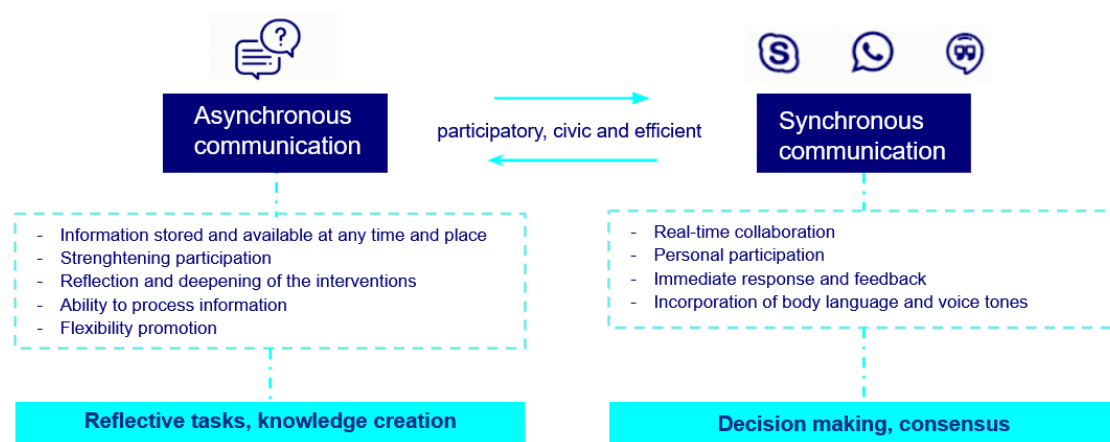 ?
S
Asynchronous
communication
participatory, civic and efficient
Synchronous
communication
- Information stored and available at any time and place
- Strenghtening participation
- Reflection and deepening of the interventions
- Ability to process information
- Flexibility promotion
- Real-time collaboration
- Personal participation
- Immediate response and feedback
- Incorporation of body language and voice tones
Reflective tasks, knowledge creation
Decision making, consensus